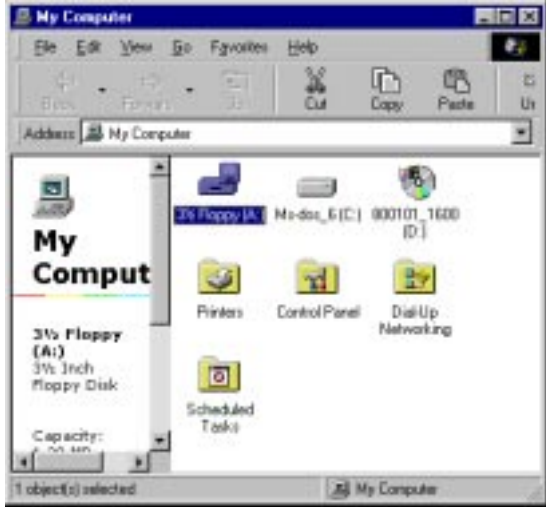 My Computer
File Edit View Go Favorites Help
Back Forward Up Cut Copy Paste
Address My Computer
My
Comput
3½ Floppy
(A:)
3½ Inch
Floppy Disk
Capacity:
3½ Floppy (A:) Ms-dos_6 (C:) 000101_1600
(D:)
Printers Control Panel Dial-Up
Networking
Scheduled
Tasks
1 object(s) selected My Computer